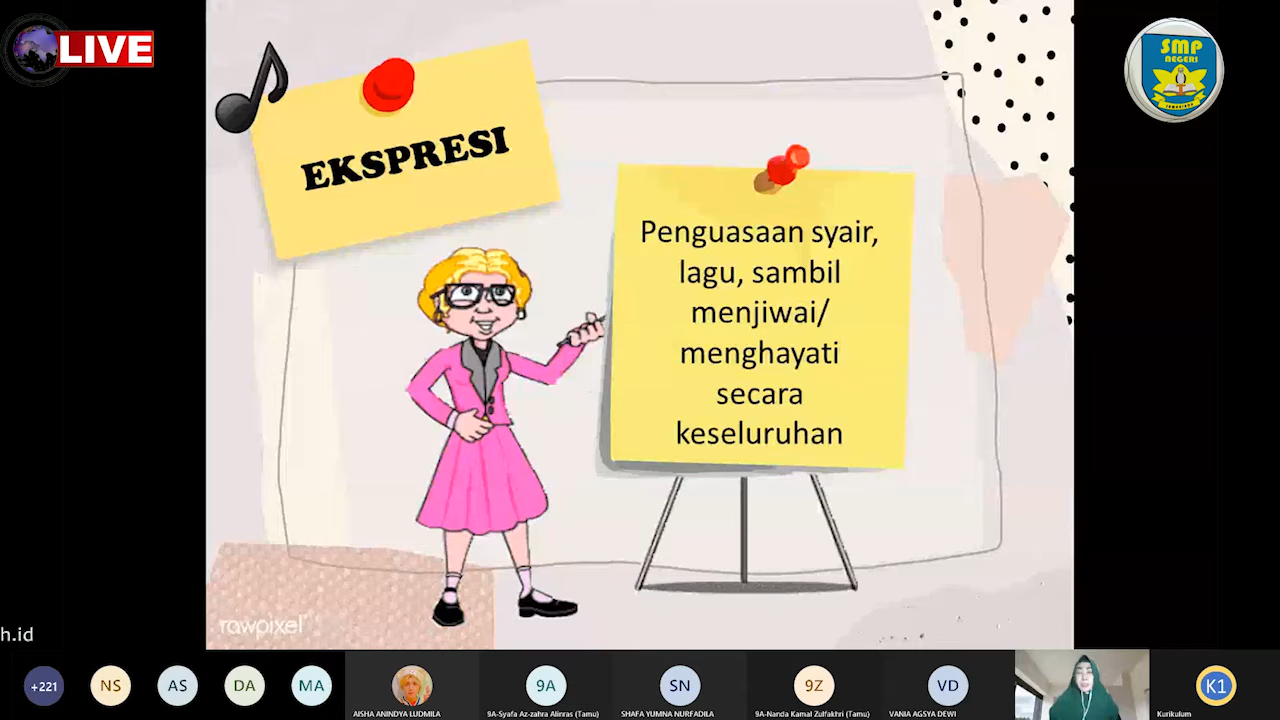 LIVE
SMP
NEGERI
EKSPRESI
Penguasaan syair,
lagu, sambil
menjiwai/
menghayati
secara
keseluruhan
rawpixel
h.id
+221
NS
AS
DA
MA
AISHA ANINDYA LUDMILA
9A
9A-Syafa Az-zahra Alinras (Tamu)
SN
SHAFA YUMNA NURFADILA
9Z
9A-Nanda Kamal Zulfakhri (Tamu)
VD
VANIA AGSYA DEWI
K1
Kurikulum